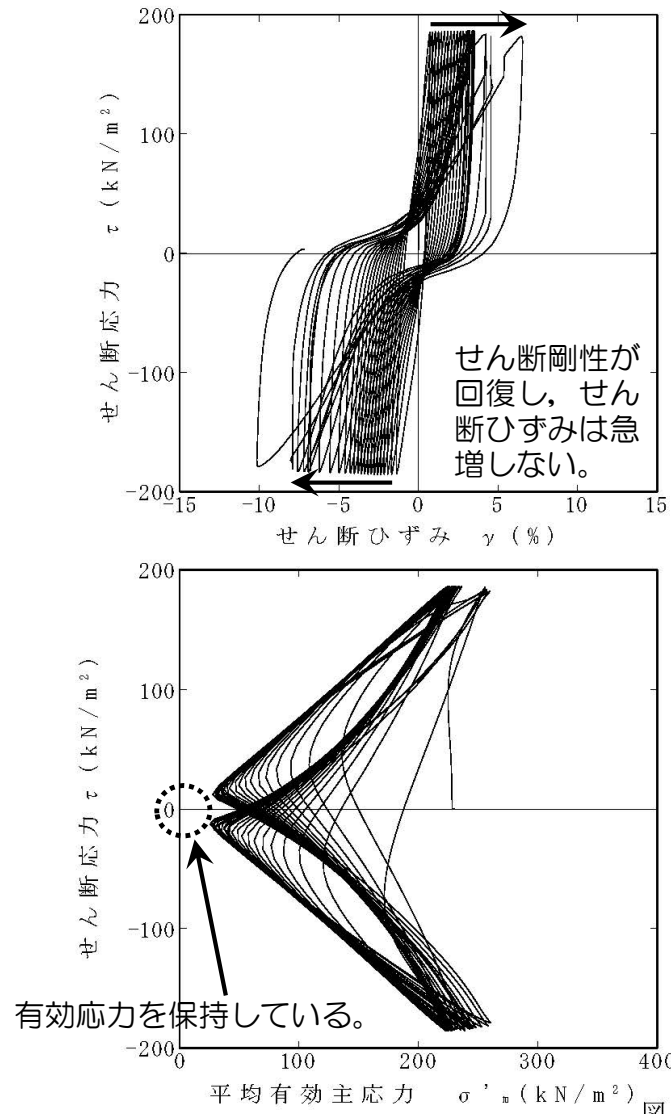 200
100
0
-100
-200
せん断応力 τ (kN/m²)
-15
-10
-5
0
5
10
15
せん断ひずみ γ (%)
せん断剛性が
回復し，せん
断ひずみは急
増しない。
200
100
0
-100
-200
せん断応力 τ (kN/m²)
有効応力を保持している。
0
100
200
300
400
平均有効主応力 σ'ₘ (kN/m²)
図